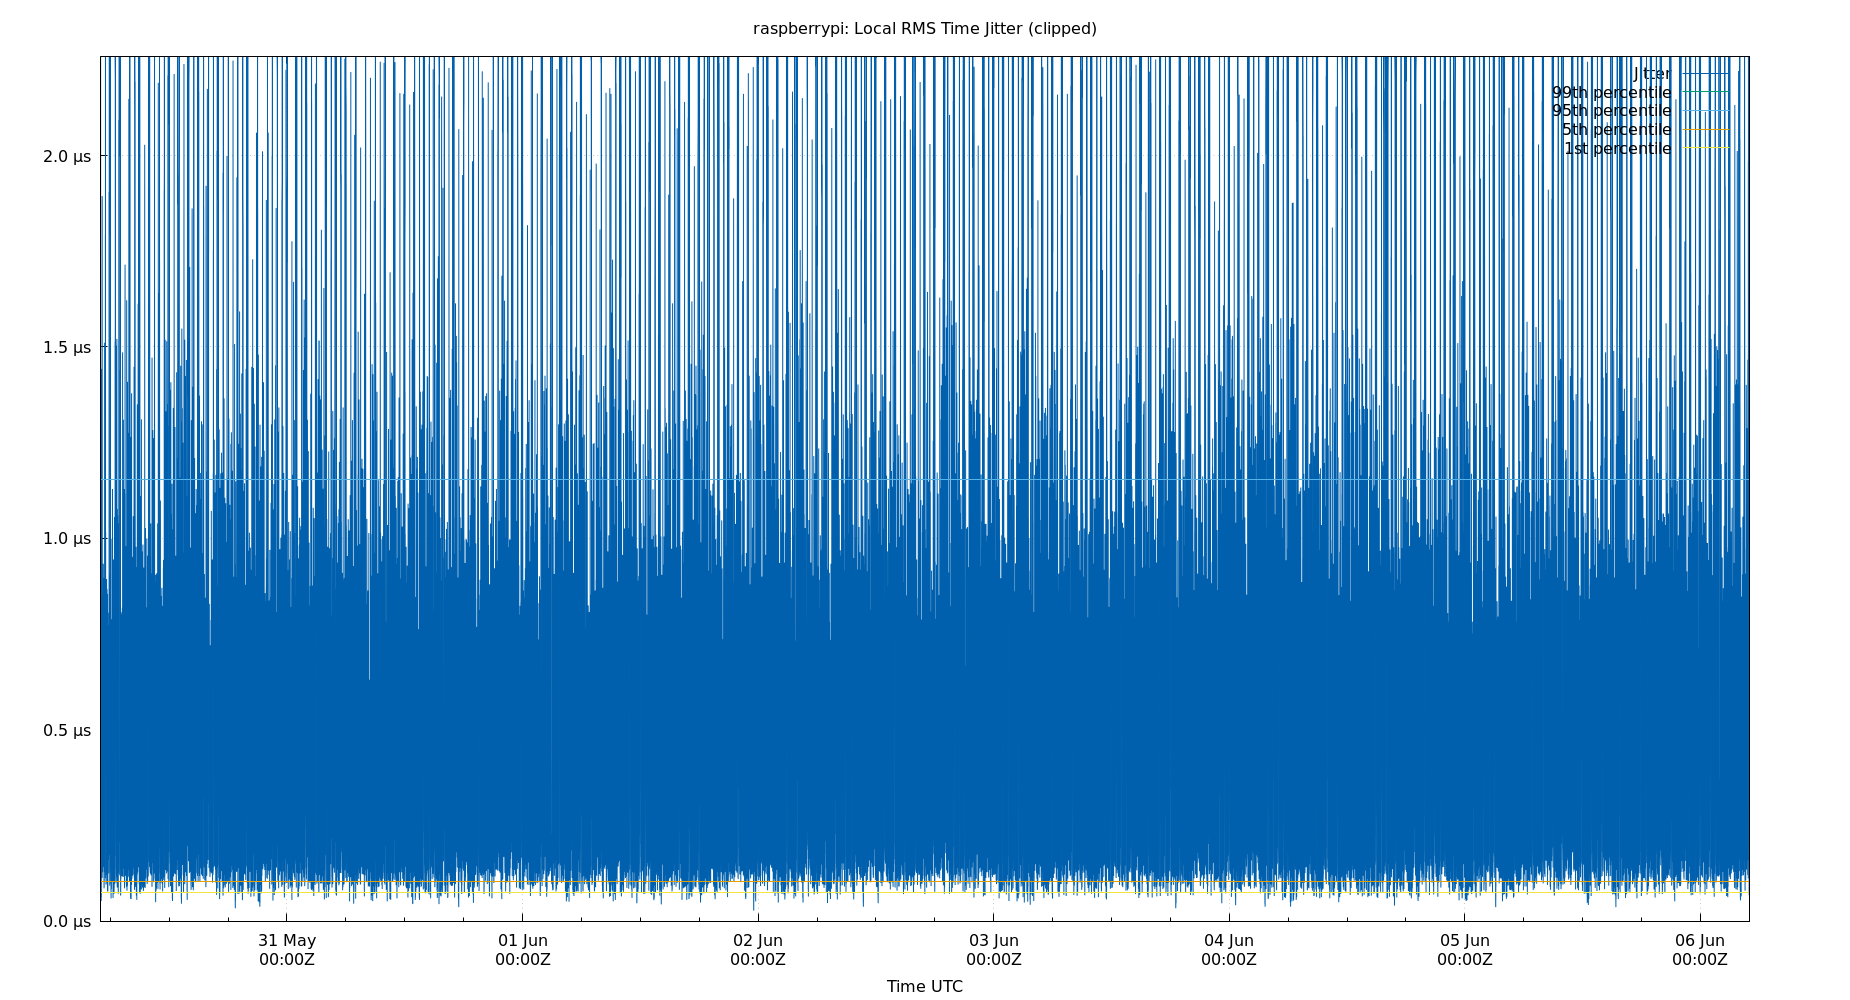 raspberrypi: Local RMS Time Jitter (clipped)
Jitter
99th percentile
95th percentile
5th percentile
1st percentile
2.0 μs
1.5 μs
1.0 μs
0.5 μs
0.0 μs
31 May
00:00Z
01 Jun
00:00Z
02 Jun
00:00Z
03 Jun
00:00Z
04 Jun
00:00Z
05 Jun
00:00Z
06 Jun
00:00Z
Time UTC